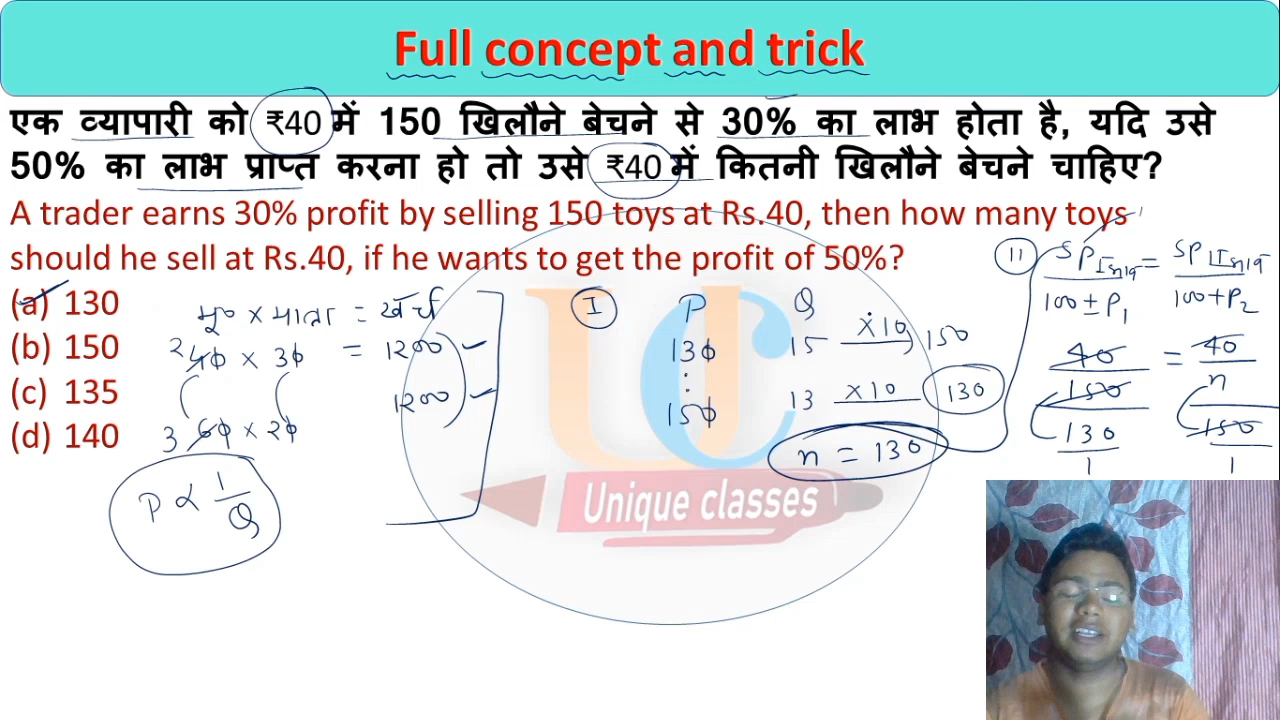 Full concept and trick
एक व्यापारी को ₹40 में 150 खिलौने बेचने से 30% का लाभ होता है, यदि उसे
50% का लाभ प्राप्त करना हो तो उसे ₹40 में कितनी खिलौने बेचने चाहिए?
A trader earns 30% profit by selling 150 toys at Rs.40, then how many toys
should he sell at Rs.40, if he wants to get the profit of 50%?
(a) 130
(b) 150
(c) 135
(d) 140
मू० × मात्रा = खर्च
2 40 × 30 = 1200
1200
3 60 × 20
P ∝ 1/Q
I P Q
130 15 ×10 150
:
150 13 ×10 130
n = 130
II
SP = SP
100 ± P1 100 + P2
40 = 40
n
150 150
130 1
1
Unique classes